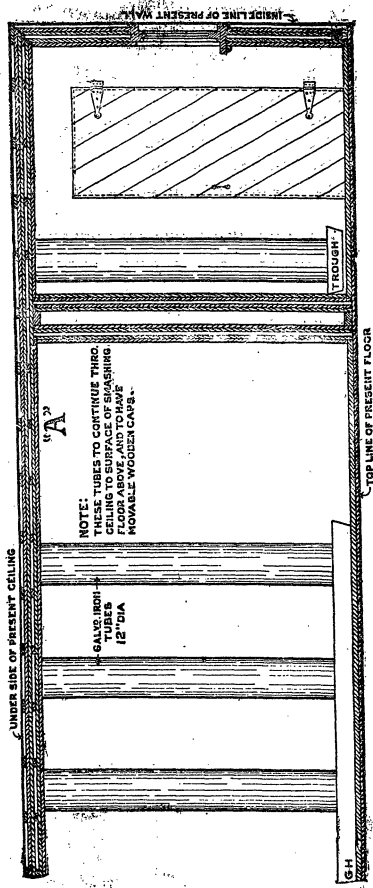 INSIDE LINE OF PRESENT WALL
TROUGH
"A"
NOTE:
THESE TUBES TO CONTINUE THRO.
CEILING TO SURFACE OF SMASHING
FLOOR ABOVE, AND TO HAVE
MOVABLE WOODEN CAPS.
GALVD. IRON
TUBES
12" DIA
UNDER SIDE OF PRESENT CEILING
TOP LINE OF PRESENT FLOOR
G-H